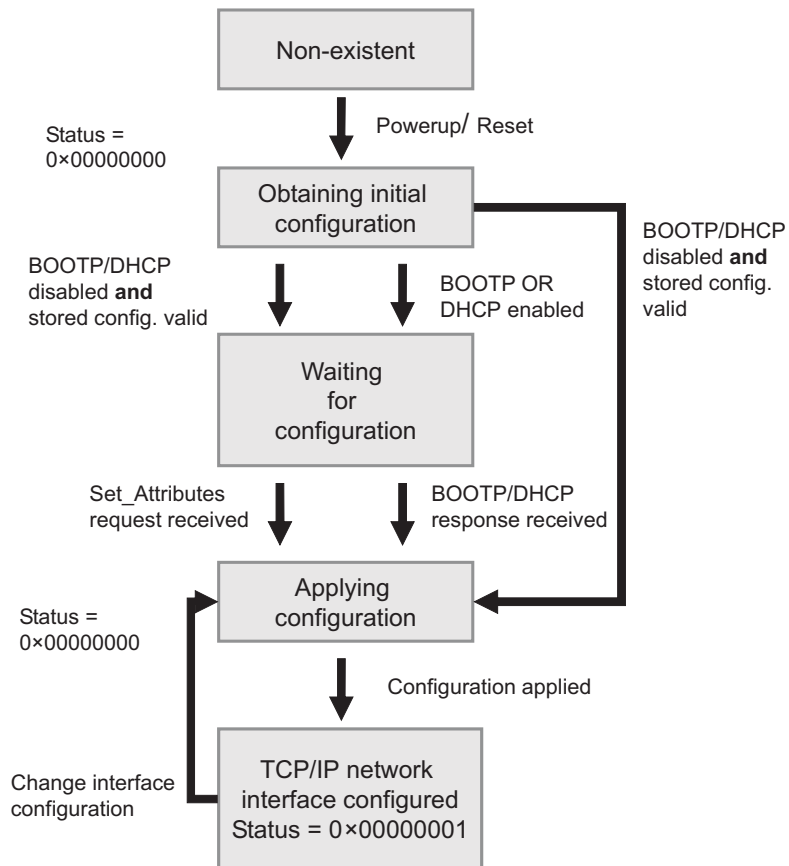 Non-existent
Powerup/ Reset
Status =
0×00000000
Obtaining initial
configuration
BOOTP/DHCP
disabled and
stored config. valid
BOOTP OR
DHCP enabled
BOOTP/DHCP
disabled and
stored config.
valid
Waiting
for
configuration
Set_Attributes
request received
BOOTP/DHCP
response received
Applying
configuration
Status =
0×00000000
Configuration applied
TCP/IP network
interface configured
Status = 0×00000001
Change interface
configuration